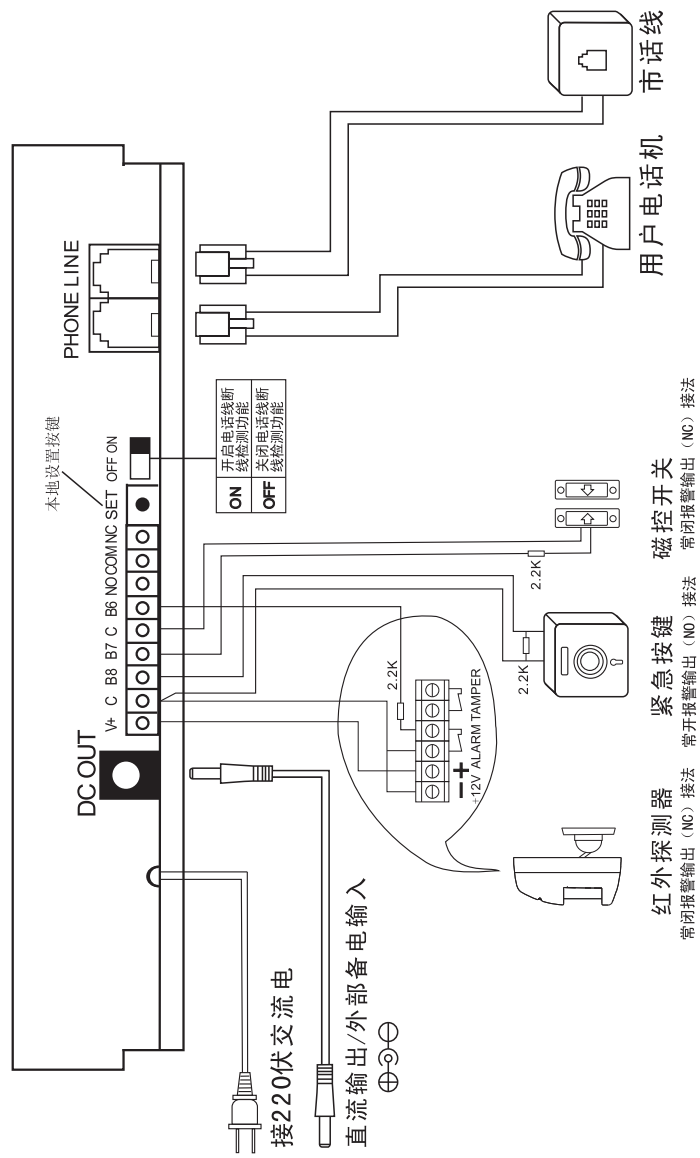 PHONE LINE
本地设置按键
DC OUT
V+ C B8 B7 C B6 NO COM NC SET OFF ON
ON
开启电话线断
线检测功能
OFF
关闭电话线断
线检测功能
接220伏交流电
直流输出/外部备电输入
2.2K
2.2K
2.2K
+12V ALARM TAMPER
红外探测器
常闭报警输出（NC）接法
紧急按键
常开报警输出（NO）接法
磁控开关
常闭报警输出（NC）接法
用户电话机
市话线